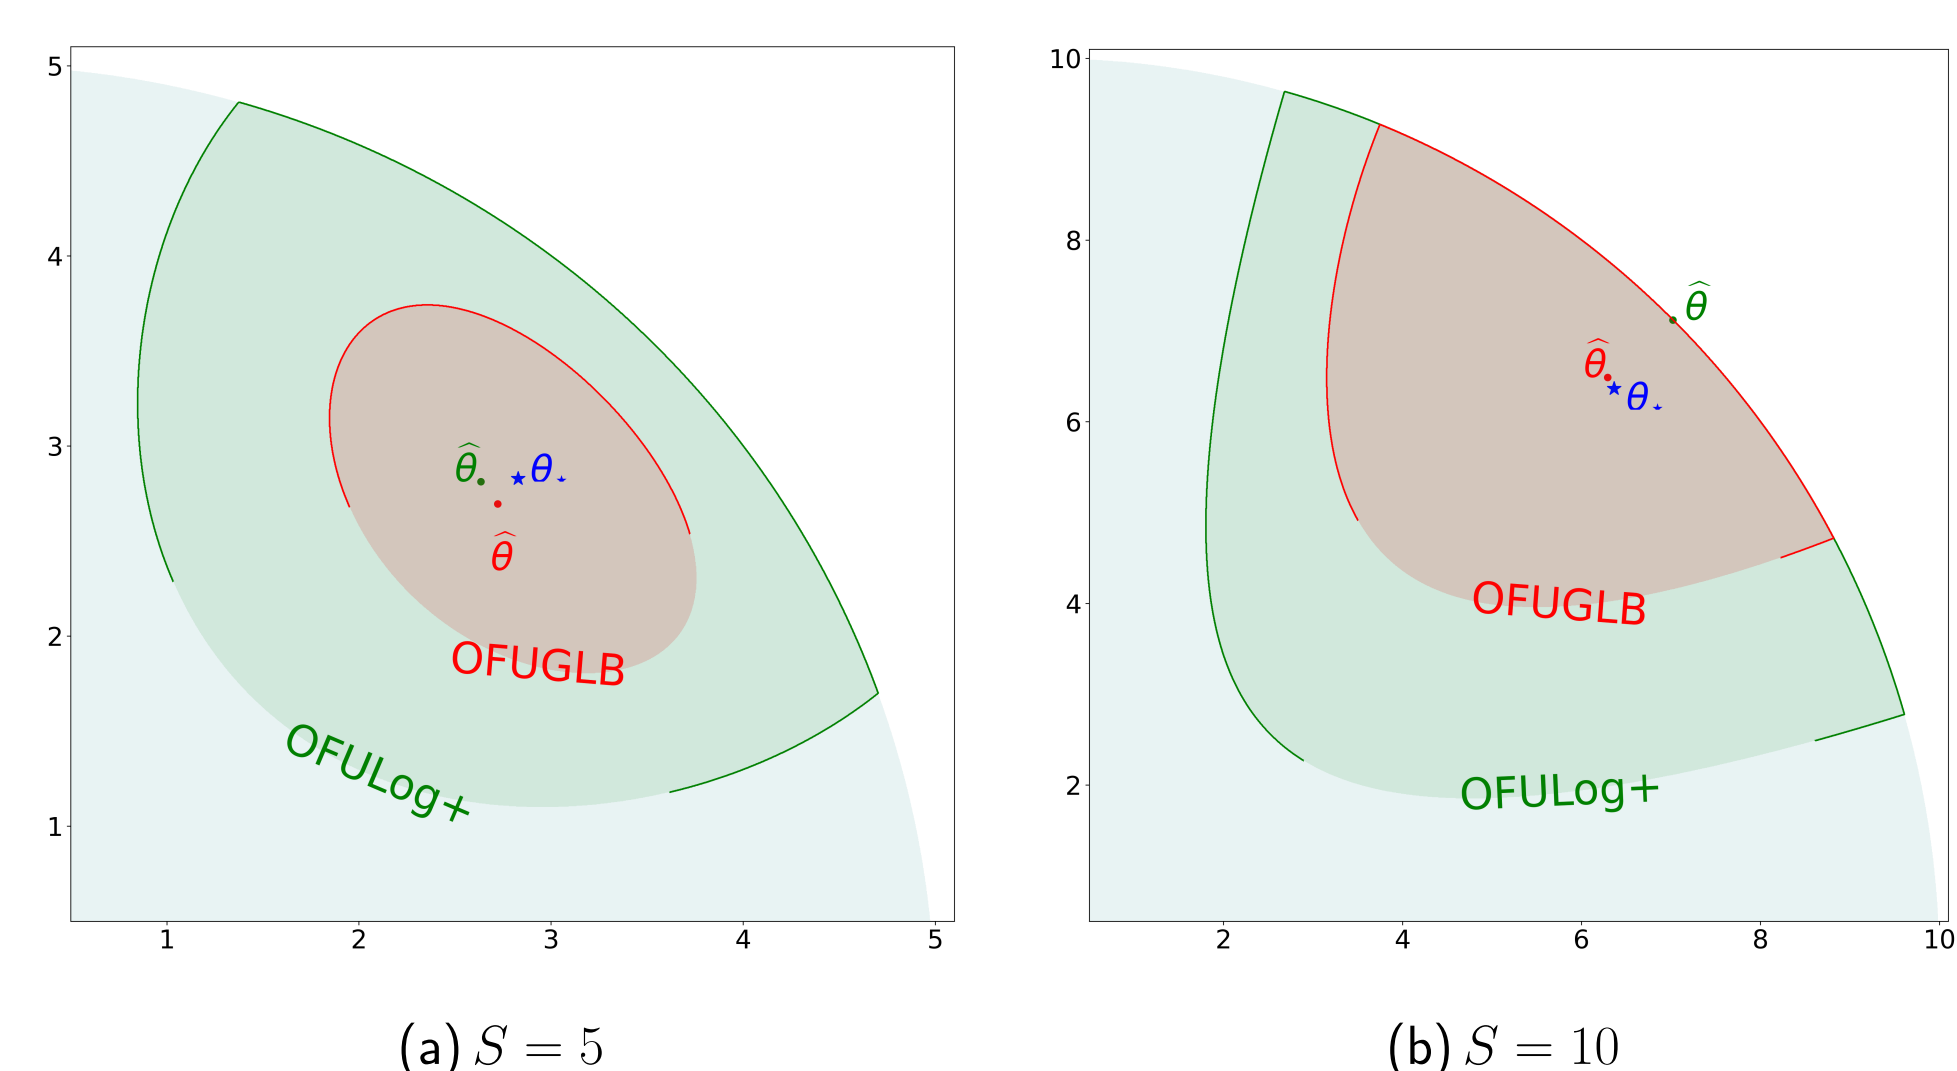 5
4
3
2
1
1 2 3 4 5
θ̂
θ⋆
θ̂
OFUGLB
OFULog+
(a) S = 5
10
8
6
4
2
2 4 6 8 10
θ̂
θ̂
θ⋆
OFUGLB
OFULog+
(b) S = 10